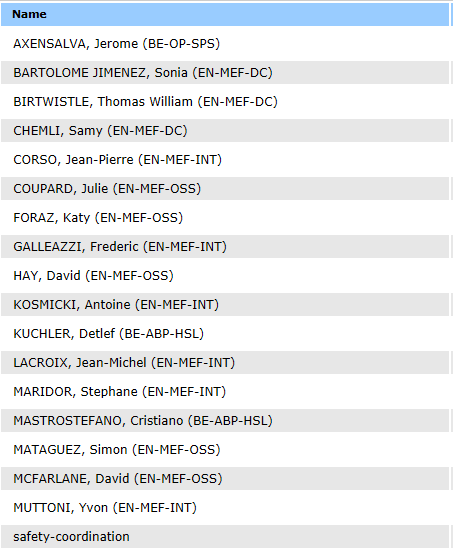 Name
AXENSALVA, Jerome (BE-OP-SPS)
BARTOLOME JIMENEZ, Sonia (EN-MEF-DC)
BIRTWISTLE, Thomas William (EN-MEF-DC)
CHEMLI, Samy (EN-MEF-DC)
CORSO, Jean-Pierre (EN-MEF-INT)
COUPARD, Julie (EN-MEF-OSS)
FORAZ, Katy (EN-MEF-OSS)
GALLEAZZI, Frederic (EN-MEF-INT)
HAY, David (EN-MEF-OSS)
KOSMICKI, Antoine (EN-MEF-INT)
KUCHLER, Detlef (BE-ABP-HSL)
LACROIX, Jean-Michel (EN-MEF-INT)
MARIDOR, Stephane (EN-MEF-INT)
MASTROSTEFANO, Cristiano (BE-ABP-HSL)
MATAGUEZ, Simon (EN-MEF-OSS)
MCFARLANE, David (EN-MEF-OSS)
MUTTONI, Yvon (EN-MEF-INT)
safety-coordination